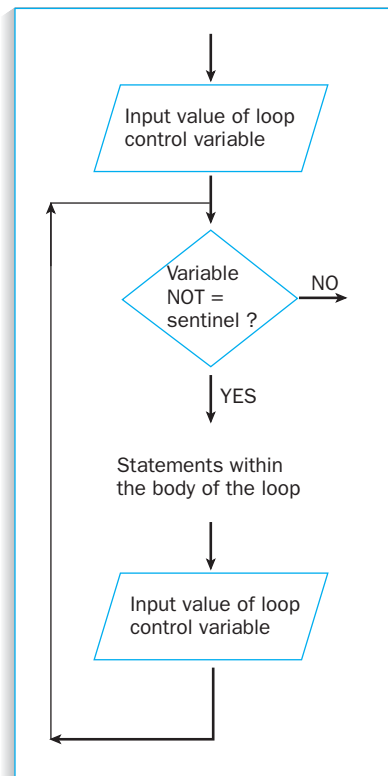 Input value of loop
control variable
Variable
NOT =
sentinel ?
NO
YES
Statements within
the body of the loop
Input value of loop
control variable